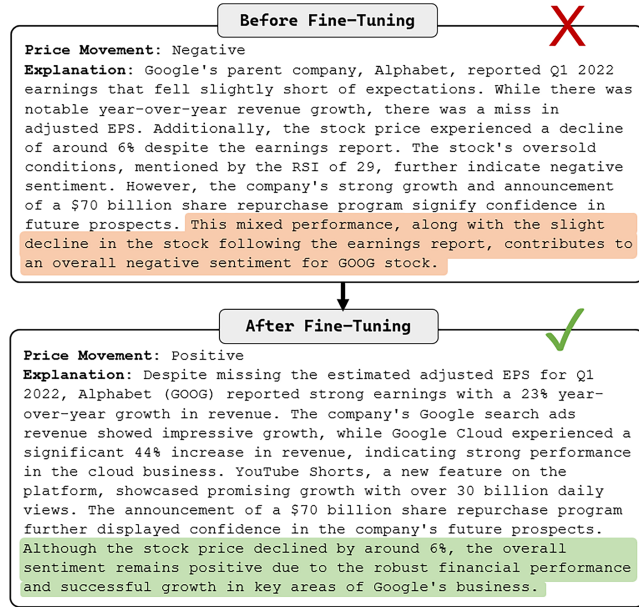 Before Fine-Tuning
Price Movement: Negative
Explanation: Google's parent company, Alphabet, reported Q1 2022
earnings that fell slightly short of expectations. While there was
notable year-over-year revenue growth, there was a miss in
adjusted EPS. Additionally, the stock price experienced a decline
of around 6% despite the earnings report. The stock's oversold
conditions, mentioned by the RSI of 29, further indicate negative
sentiment. However, the company's strong growth and announcement
of a $70 billion share repurchase program signify confidence in
future prospects. This mixed performance, along with the slight
decline in the stock following the earnings report, contributes to
an overall negative sentiment for GOOG stock.
After Fine-Tuning
Price Movement: Positive
Explanation: Despite missing the estimated adjusted EPS for Q1
2022, Alphabet (GOOG) reported strong earnings with a 23% year-
over-year growth in revenue. The company's Google search ads
revenue showed impressive growth, while Google Cloud experienced a
significant 44% increase in revenue, indicating strong performance
in the cloud business. YouTube Shorts, a new feature on the
platform, showcased promising growth with over 30 billion daily
views. The announcement of a $70 billion share repurchase program
further displayed confidence in the company's future prospects.
Although the stock price declined by around 6%, the overall
sentiment remains positive due to the robust financial performance
and successful growth in key areas of Google's business.